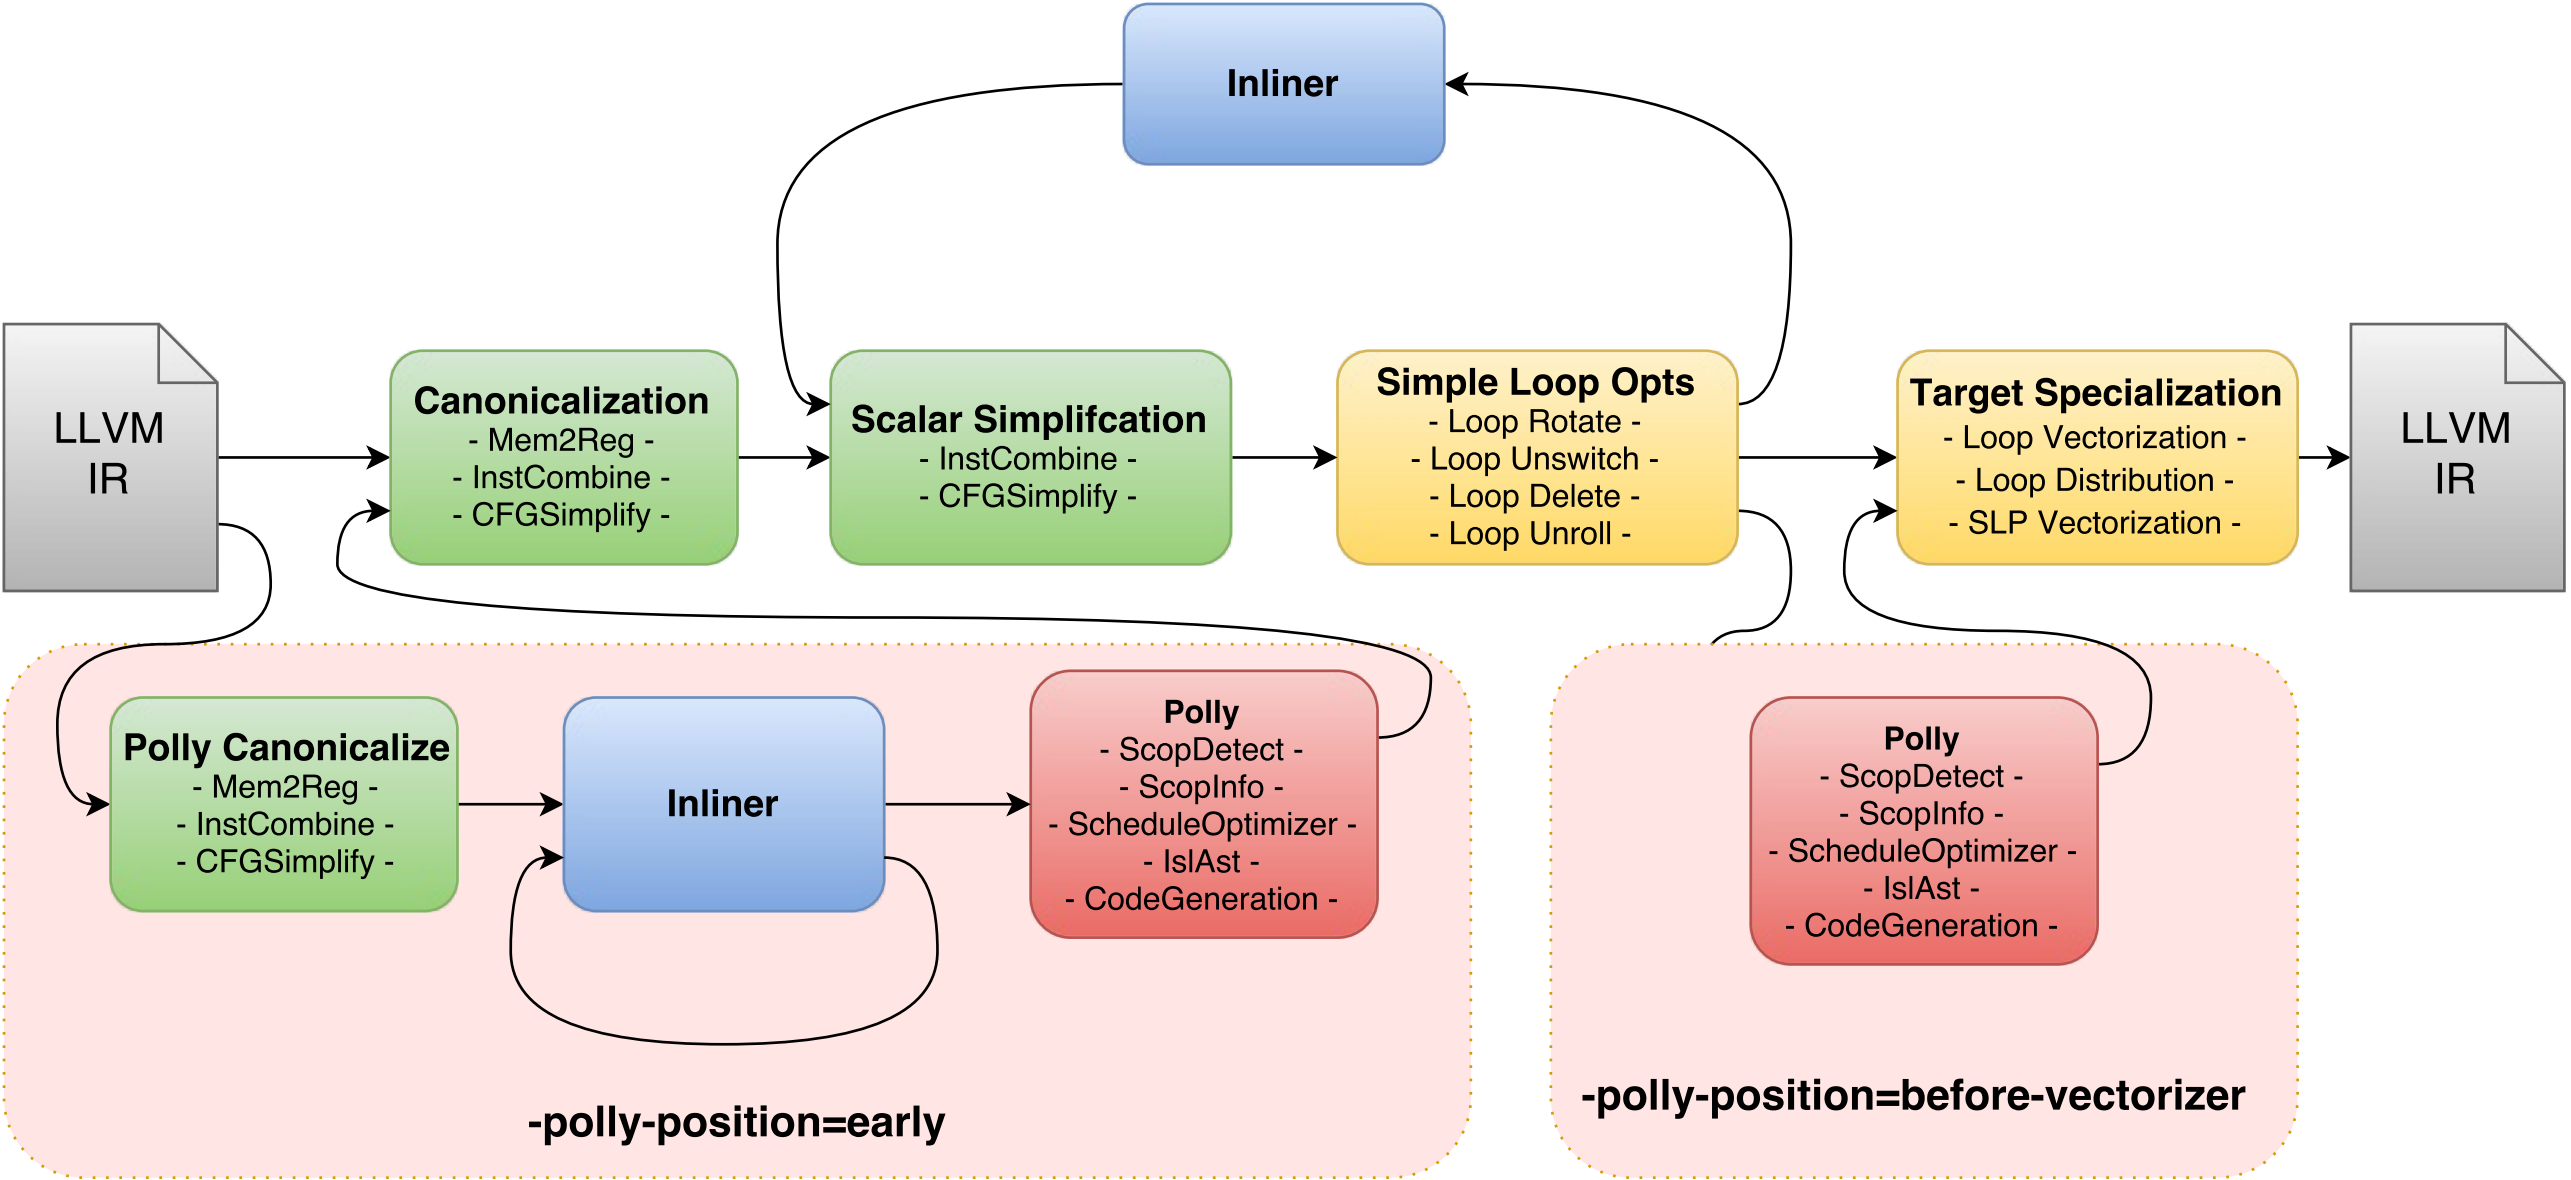 Inliner
LLVM
IR
Canonicalization
- Mem2Reg -
- InstCombine -
- CFGSimplify -
Scalar Simplifcation
- InstCombine -
- CFGSimplify -
Simple Loop Opts
- Loop Rotate -
- Loop Unswitch -
- Loop Delete -
- Loop Unroll -
Target Specialization
- Loop Vectorization -
- Loop Distribution -
- SLP Vectorization -
LLVM
IR
Polly Canonicalize
- Mem2Reg -
- InstCombine -
- CFGSimplify -
Inliner
Polly
- ScopDetect -
- ScopInfo -
- ScheduleOptimizer -
- IslAst -
- CodeGeneration -
-polly-position=early
Polly
- ScopDetect -
- ScopInfo -
- ScheduleOptimizer -
- IslAst -
- CodeGeneration -
-polly-position=before-vectorizer